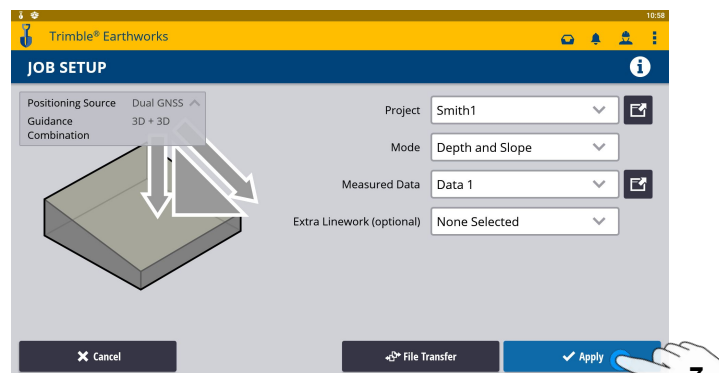 10:58
Trimble® Earthworks
JOB SETUP
Positioning Source Dual GNSS
Guidance Combination 3D + 3D
Project Smith1
Mode Depth and Slope
Measured Data Data 1
Extra Linework (optional) None Selected
Cancel
File Transfer
Apply